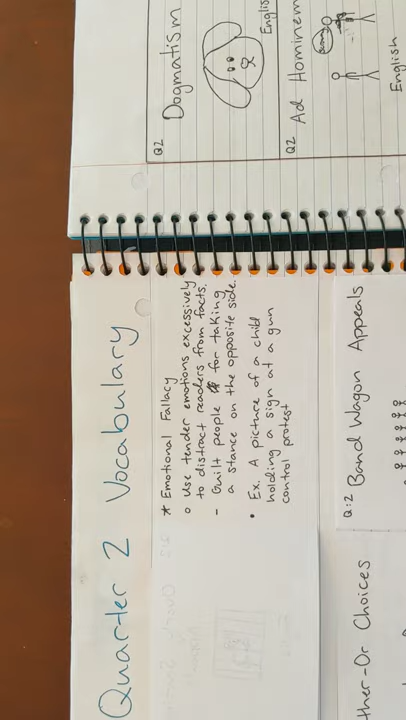 Quarter 2 Vocabulary
* Emotional Fallacy
o Use tender emotions excessively
to distract readers from facts.
- Guilt people for taking
a stance on the opposite side.
• Ex. A picture of a child
holding a sign at a gun
control protest
Q:2 Band Wagon Appeals
ther-Or Choices
Q2 Dogmatism
English
Q2 Ad Hominem
English